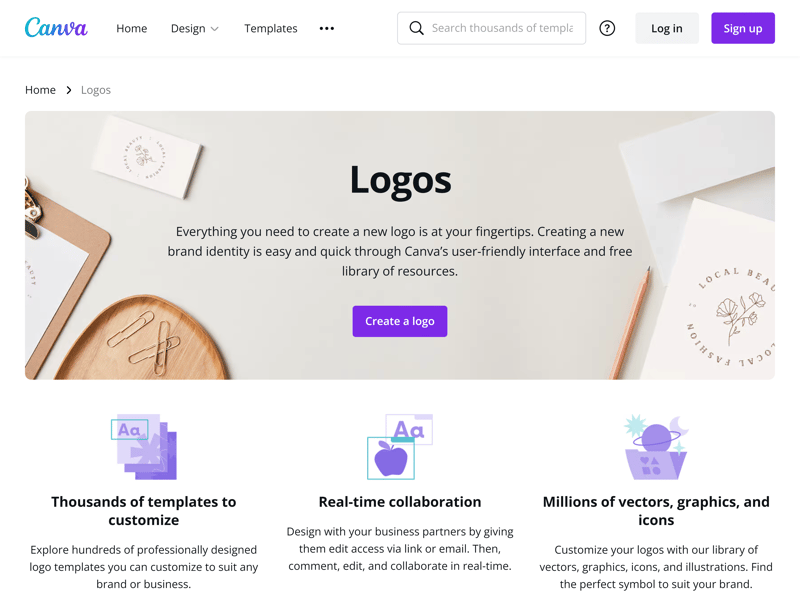 Canva Home Design Templates ••• Search thousands of templa ? Log in Sign up
Home > Logos
LOCAL BEAUTY
LOCAL FASHION
Logos
Everything you need to create a new logo is at your fingertips. Creating a new
brand identity is easy and quick through Canva’s user-friendly interface and free
library of resources.
Create a logo
LOCAL BEAU
LOCAL FASHION
Aa
Aa
Thousands of templates to
customize
Explore hundreds of professionally designed
logo templates you can customize to suit any
brand or business.
Real-time collaboration
Design with your business partners by giving
them edit access via link or email. Then,
comment, edit, and collaborate in real-time.
Millions of vectors, graphics, and
icons
Customize your logos with our library of
vectors, graphics, icons, and illustrations. Find
the perfect symbol to suit your brand.